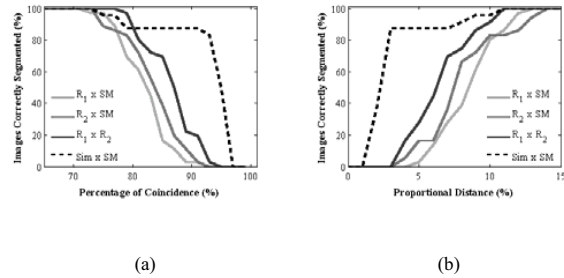 100
80
60
40
20
0
Images Correctly Segmented (%)
R1 x SM
R2 x SM
R1 x R2
Sim x SM
70
80
90
100
Percentage of Coincidence (%)
(a)
100
80
60
40
20
0
Images Correctly Segmented (%)
R1 x SM
R2 x SM
R1 x R2
Sim x SM
0
5
10
15
Proportional Distance (%)
(b)